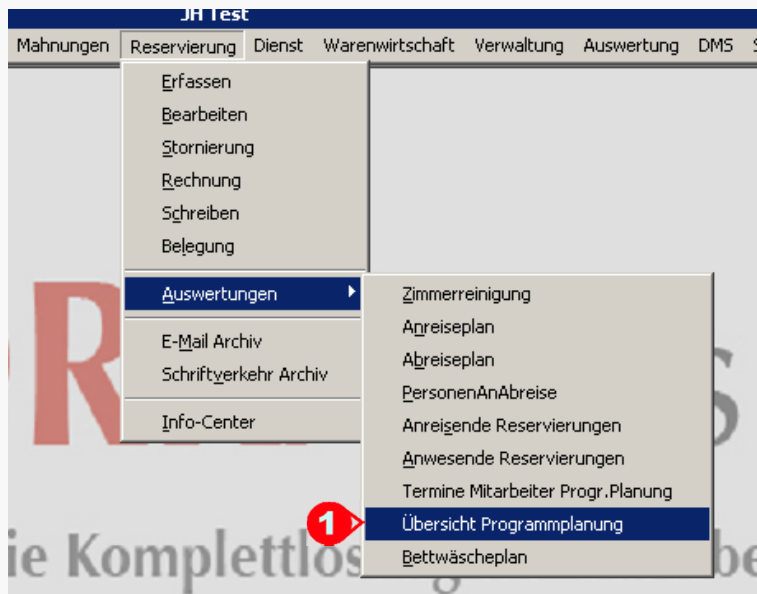 JH Test
Mahnungen Reservierung Dienst Warenwirtschaft Verwaltung Auswertung DMS
Erfassen
Bearbeiten
Stornierung
Rechnung
Schreiben
Belegung
Auswertungen
E-Mail Archiv
Schriftverkehr Archiv
Info-Center
Zimmerreinigung
Anreiseplan
Abreiseplan
PersonenAnAbreise
Anreisende Reservierungen
Anwesende Reservierungen
Termine Mitarbeiter Progr.Planung
1 Übersicht Programmplanung
Bettwäscheplan